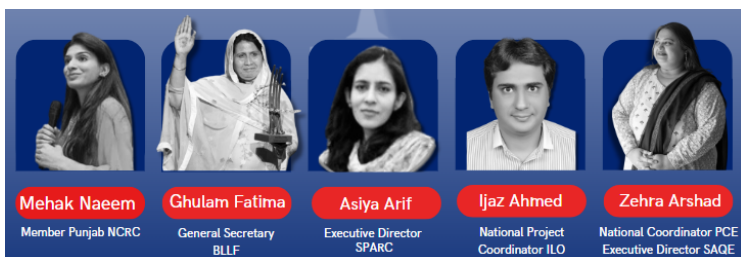 Mehak Naeem
Member Punjab NCRC
Ghulam Fatima
General Secretary
BLLF
Asiya Arif
Executive Director
SPARC
Ijaz Ahmed
National Project
Coordinator ILO
Zehra Arshad
National Coordinator PCE
Executive Director SAQE